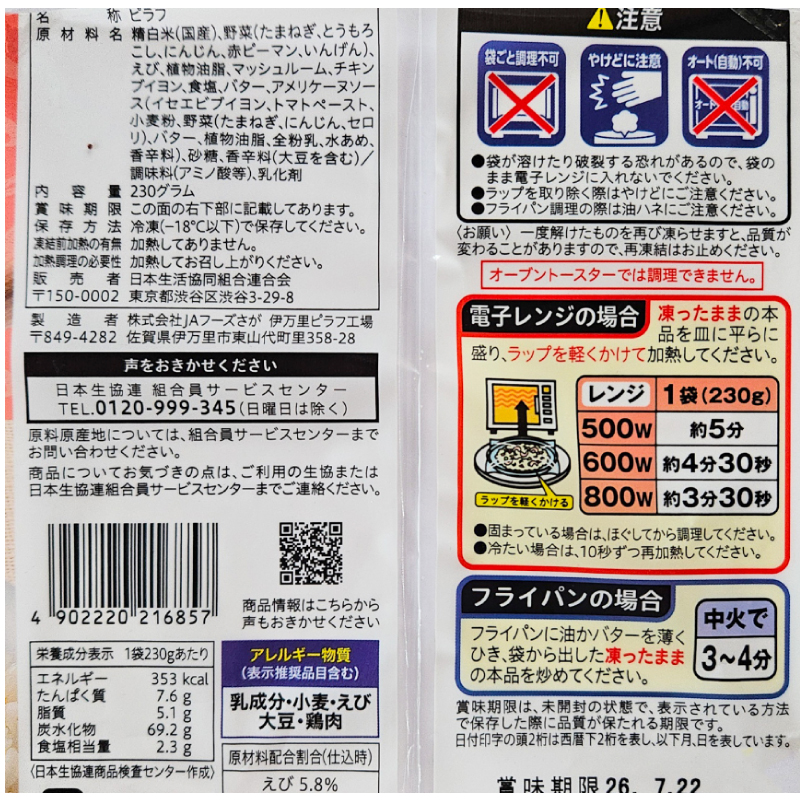 名称 ピラフ
原材料名 精白米(国産)、野菜(たまねぎ、とうもろ
こし、にんじん、赤ピーマン、いんげん)、
えび、植物油脂、マッシュルーム、チキン
ブイヨン、食塩、バター、アメリケーヌソー
ス(イセエビブイヨン、トマトペースト、
小麦粉、野菜(たまねぎ、にんじん、セロ
リ)、バター、植物油脂、全粉乳、水あめ、
香辛料)、砂糖、香辛料(大豆を含む)/
調味料(アミノ酸等)、乳化剤
内容量 230グラム
賞味期限 この面の右下部に記載してあります。
保存方法 冷凍(-18℃以下)で保存してください。
凍結前加熱の有無 加熱してありません。
加熱調理の必要性 加熱してお召し上がりください。
販売者 日本生活協同組合連合会
〒150-0002 東京都渋谷区渋谷3-29-8
製造者 株式会社JAフーズさが 伊万里ピラフ工場
〒849-4282 佐賀県伊万里市東山代町里358-28
声をおきかせください
日本生協連 組合員サービスセンター
TEL.0120-999-345(日曜日は除く)
原料原産地については、組合員サービスセンターまで
お問い合わせください。
商品についてお気づきの点は、ご利用の生協または
日本生協連組合員サービスセンターまでご連絡ください。
4 902220 216857
商品情報はこちらから
声もおきかせください
栄養成分表示 1袋230gあたり
エネルギー 353 kcal
たんぱく質 7.6 g
脂質 5.1 g
炭水化物 69.2 g
食塩相当量 2.3 g
〈日本生協連商品検査センター作成〉
アレルギー物質
(表示推奨品目含む)
乳成分・小麦・えび
大豆・鶏肉
原材料配合割合(仕込時)
えび 5.8%
注意
袋ごと調理不可 やけどに注意 オート(自動)不可
オート 自動
●袋が溶けたり破裂する恐れがあるので、袋の
まま電子レンジに入れないでください。
●ラップを取り除く際はやけどにご注意ください。
●フライパン調理の際は油ハネにご注意ください。
〈お願い〉一度解けたものを再び凍らせますと、品質が
変わることがありますので、再凍結はお止めください。
オーブントースターでは調理できません。
電子レンジの場合 凍ったままの本
品を皿に平らに
盛り、ラップを軽くかけて加熱してください。
レンジ 1袋(230g)
500W 約5分
600W 約4分30秒
800W 約3分30秒
ラップを軽くかける
●固まっている場合は、ほぐしてから調理してください。
●冷たい場合は、10秒ずつ再加熱してください。
フライパンの場合
フライパンに油かバターを薄く
ひき、袋から出した凍ったまま
の本品を炒めてください。
中火で
3〜4分
賞味期限は、未開封の状態で、表示されている方法
で保存した際に品質が保たれる期限です。
日付印字の頭2桁は西暦下2桁を表し、以下月、日を表しています。
賞味期限 26. 7.22